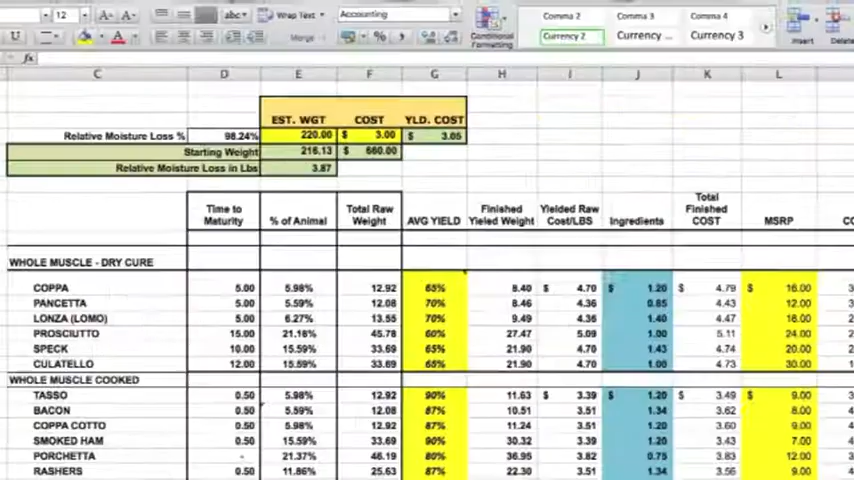 12 A A abc Wrap Text Accounting Comma 2 Comma 3 Comma 4
U A Merge % , Conditional Formatting Currency 2 Currency ... Currency 3 Insert Delete
fx
C D E F G H I J K L
EST. WGT COST YLD. COST
Relative Moisture Loss % 98.24% 220.00 $ 3.00 $ 3.05
Starting Weight 216.13 $ 660.00
Relative Moisture Loss in Lbs 3.87
Time to Maturity % of Animal Total Raw Weight AVG YIELD Finished Yielded Weight Yielded Raw Cost/LBS Ingredients Total Finished COST MSRP
WHOLE MUSCLE - DRY CURE
COPPA 5.00 5.98% 12.92 65% 8.40 $ 4.70 $ 1.20 $ 4.79 $ 16.00
PANCETTA 5.00 5.59% 12.08 70% 8.46 4.36 0.85 4.43 12.00
LONZA (LOMO) 5.00 6.27% 13.55 70% 9.49 4.36 1.40 4.47 18.00
PROSCIUTTO 15.00 21.18% 45.78 60% 27.47 5.09 1.00 5.11 24.00
SPECK 10.00 15.59% 33.69 65% 21.90 4.70 1.43 4.74 20.00
CULATELLO 12.00 15.59% 33.69 65% 21.90 4.70 1.00 4.73 30.00
WHOLE MUSCLE COOKED
TASSO 0.50 5.98% 12.92 90% 11.63 $ 3.39 $ 1.20 $ 3.49 $ 9.00
BACON 0.50 5.59% 12.08 87% 10.51 3.51 1.34 3.62 8.00
COPPA COTTO 0.50 5.98% 12.92 87% 11.24 3.51 1.20 3.60 9.00
SMOKED HAM 0.50 15.59% 33.69 90% 30.32 3.39 1.20 3.43 7.00
PORCHETTA - 21.37% 46.19 80% 36.95 3.82 0.75 3.83 12.00
RASHERS 0.50 11.86% 25.63 87% 22.30 3.51 1.34 3.56 9.00